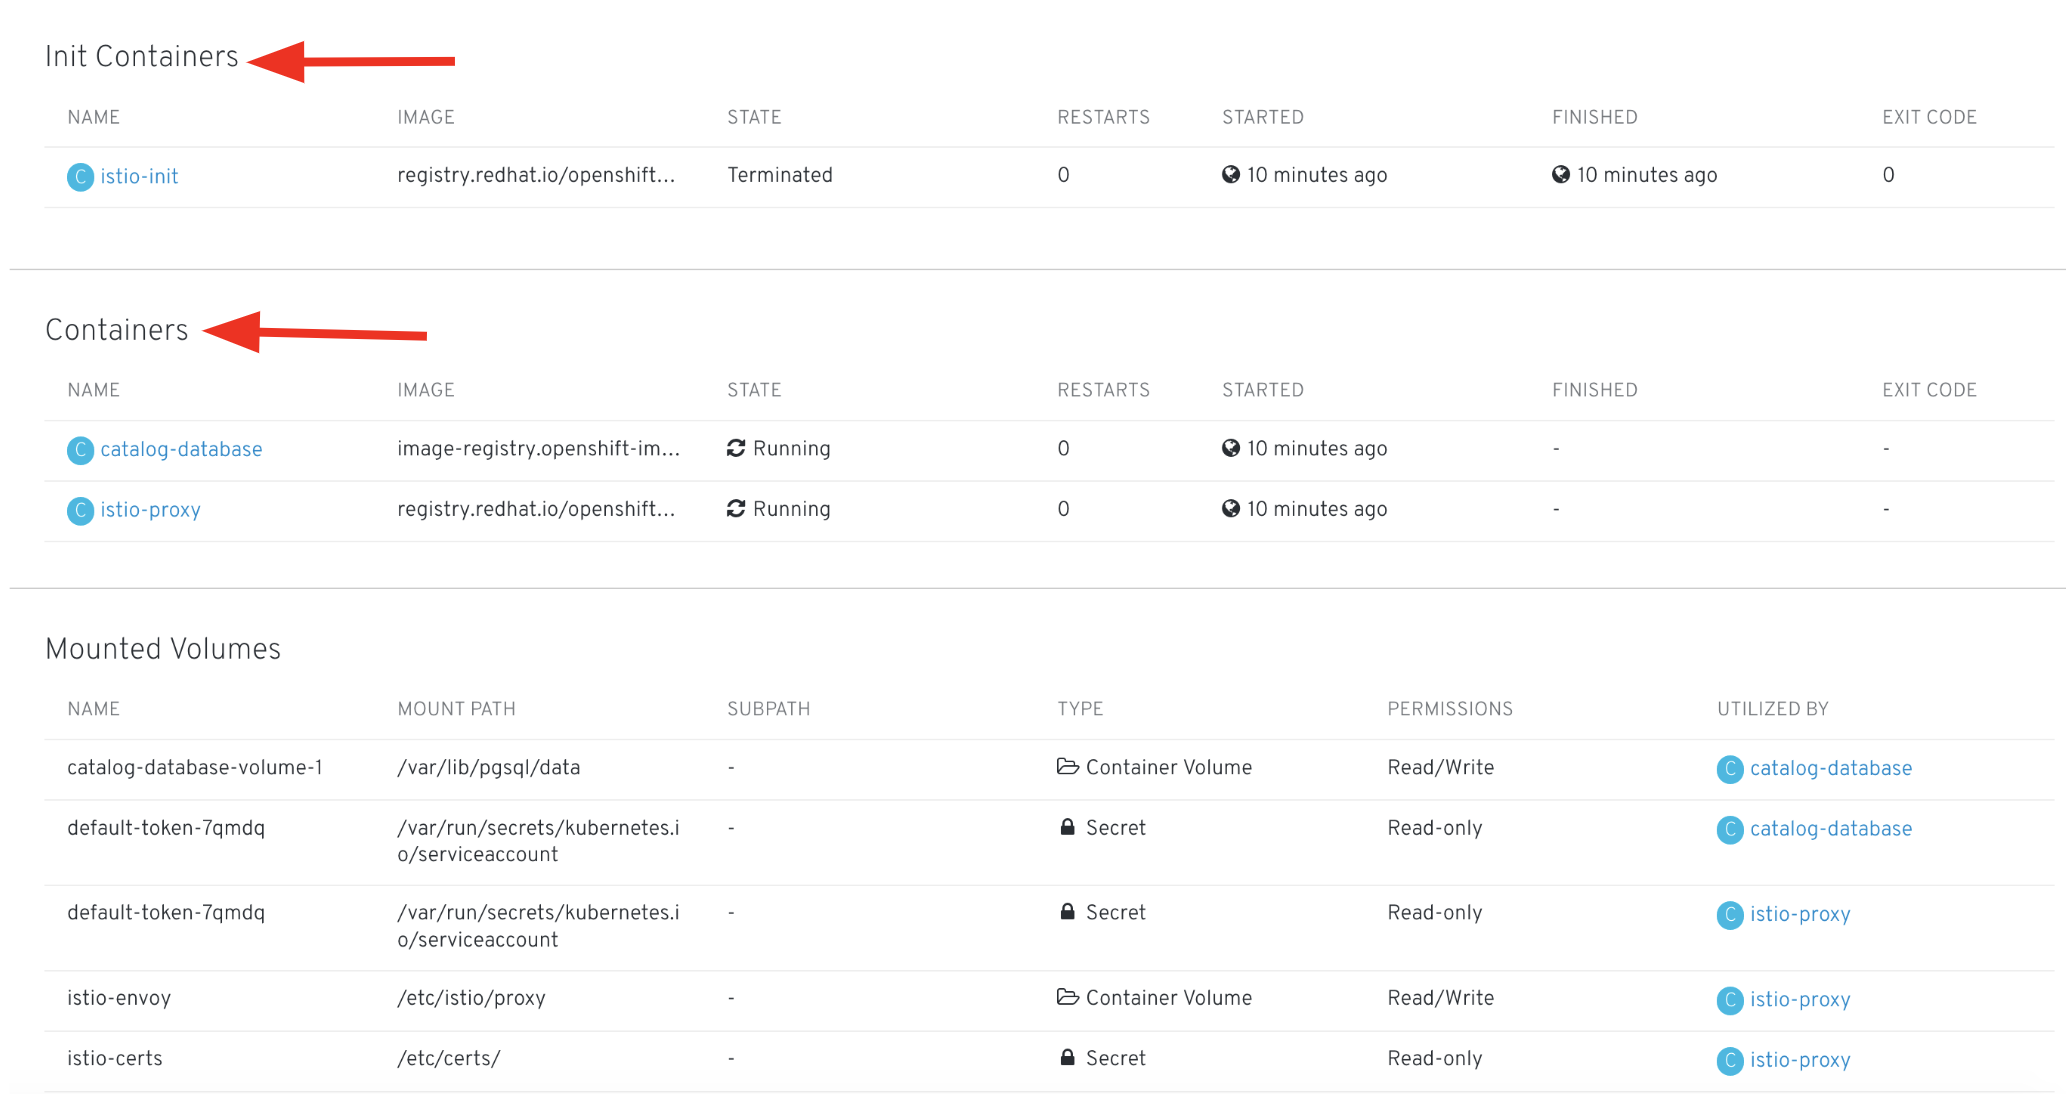 Init Containers
NAME IMAGE STATE RESTARTS STARTED FINISHED EXIT CODE
C istio-init registry.redhat.io/openshift... Terminated 0 10 minutes ago 10 minutes ago 0
Containers
NAME IMAGE STATE RESTARTS STARTED FINISHED EXIT CODE
C catalog-database image-registry.openshift-im... Running 0 10 minutes ago - -
C istio-proxy registry.redhat.io/openshift... Running 0 10 minutes ago - -
Mounted Volumes
NAME MOUNT PATH SUBPATH TYPE PERMISSIONS UTILIZED BY
catalog-database-volume-1 /var/lib/pgsql/data - Container Volume Read/Write C catalog-database
default-token-7qmdq /var/run/secrets/kubernetes.i - Secret Read-only C catalog-database
o/serviceaccount
default-token-7qmdq /var/run/secrets/kubernetes.i - Secret Read-only C istio-proxy
o/serviceaccount
istio-envoy /etc/istio/proxy - Container Volume Read/Write C istio-proxy
istio-certs /etc/certs/ - Secret Read-only C istio-proxy